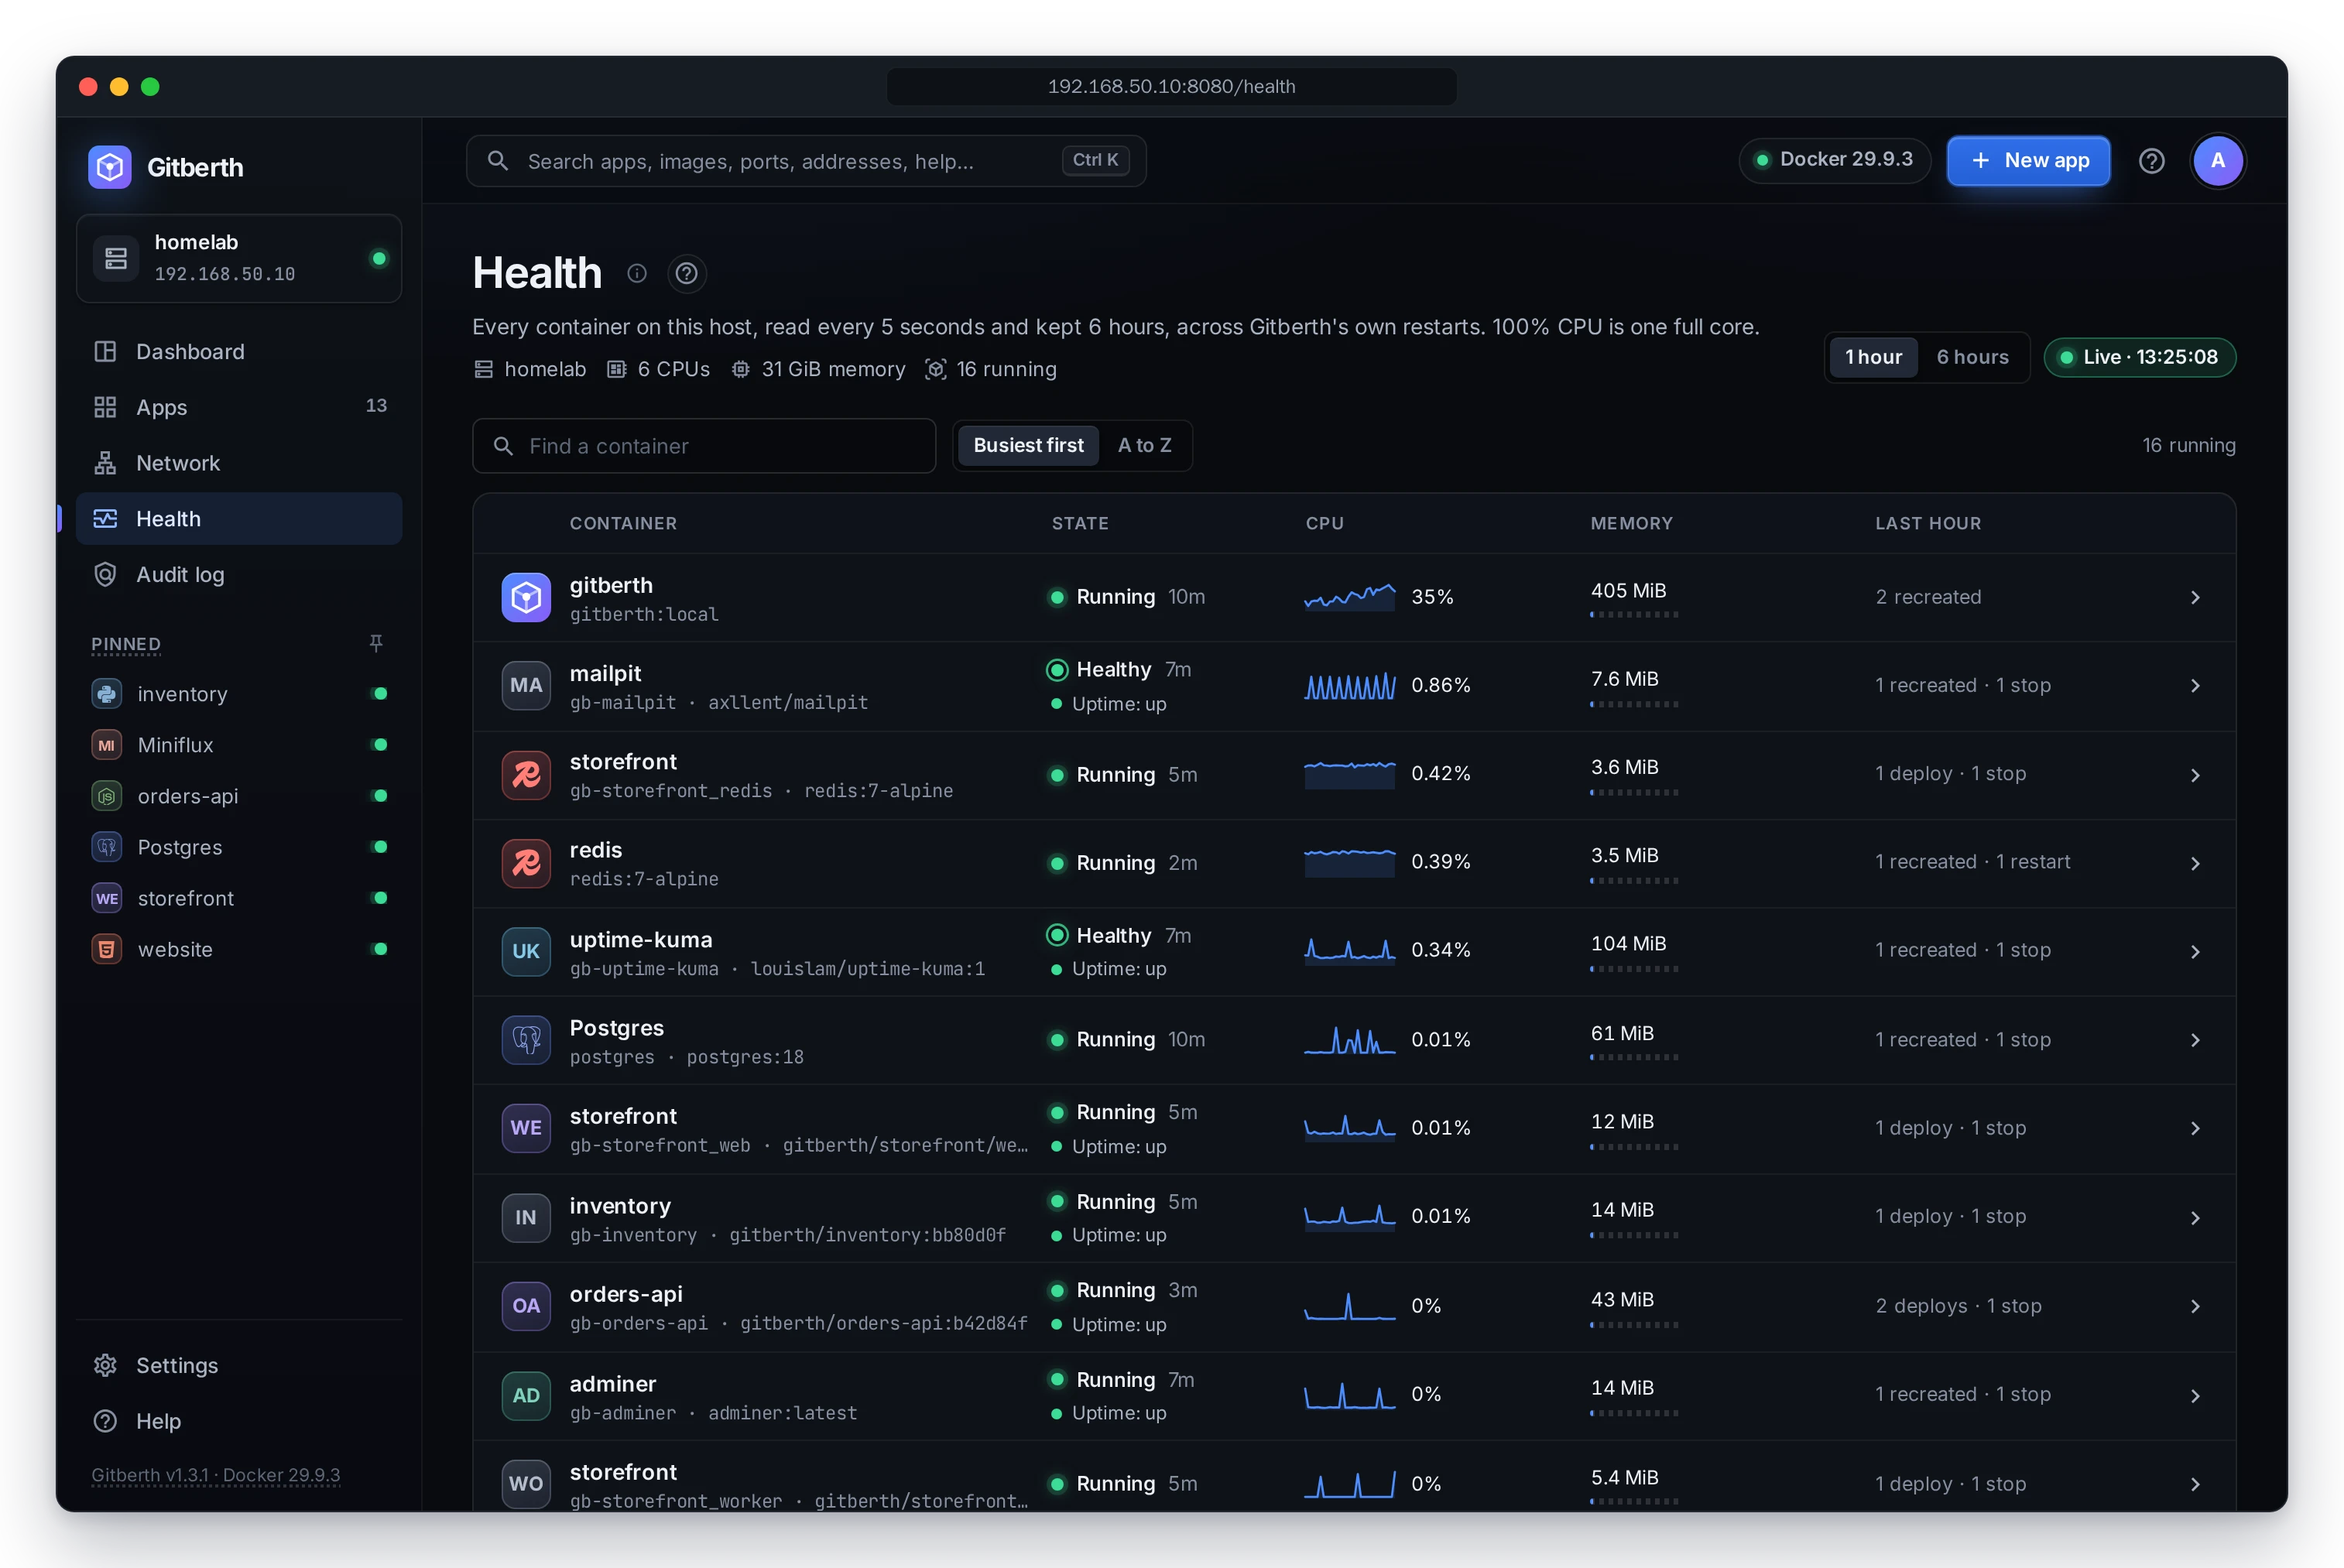 192.168.50.10:8080/health
Gitberth
Search apps, images, ports, addresses, help...
Ctrl K
Docker 29.9.3
New app
A
homelab
192.168.50.10
Dashboard
Apps
13
Network
Health
Audit log
PINNED
inventory
MI
Miniflux
orders-api
Postgres
WE
storefront
website
Settings
Help
Gitberth v1.3.1 · Docker 29.9.3
Health
Every container on this host, read every 5 seconds and kept 6 hours, across Gitberth's own restarts. 100% CPU is one full core.
homelab 6 CPUs 31 GiB memory 16 running
1 hour
6 hours
Live · 13:25:08
Find a container
Busiest first
A to Z
16 running
CONTAINER STATE CPU MEMORY LAST HOUR
gitberth
gitberth:local
Running 10m
35%
405 MiB
2 recreated
MA
mailpit
gb-mailpit · axllent/mailpit
Healthy 7m
Uptime: up
0.86%
7.6 MiB
1 recreated · 1 stop
storefront
gb-storefront_redis · redis:7-alpine
Running 5m
0.42%
3.6 MiB
1 deploy · 1 stop
redis
redis:7-alpine
Running 2m
0.39%
3.5 MiB
1 recreated · 1 restart
UK
uptime-kuma
gb-uptime-kuma · louislam/uptime-kuma:1
Healthy 7m
Uptime: up
0.34%
104 MiB
1 recreated · 1 stop
Postgres
postgres · postgres:18
Running 10m
0.01%
61 MiB
1 recreated · 1 stop
WE
storefront
gb-storefront_web · gitberth/storefront/we…
Running 5m
Uptime: up
0.01%
12 MiB
1 deploy · 1 stop
IN
inventory
gb-inventory · gitberth/inventory:bb80d0f
Running 5m
Uptime: up
0.01%
14 MiB
1 deploy · 1 stop
OA
orders-api
gb-orders-api · gitberth/orders-api:b42d84f
Running 3m
Uptime: up
0%
43 MiB
2 deploys · 1 stop
AD
adminer
gb-adminer · adminer:latest
Running 7m
Uptime: up
0%
14 MiB
1 recreated · 1 stop
WO
storefront
gb-storefront_worker · gitberth/storefront…
Running 5m
0%
5.4 MiB
1 deploy · 1 stop